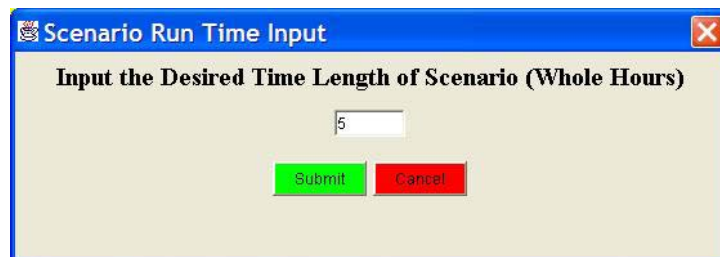 Scenario Run Time Input
Input the Desired Time Length of Scenario (Whole Hours)
5
Submit Cancel